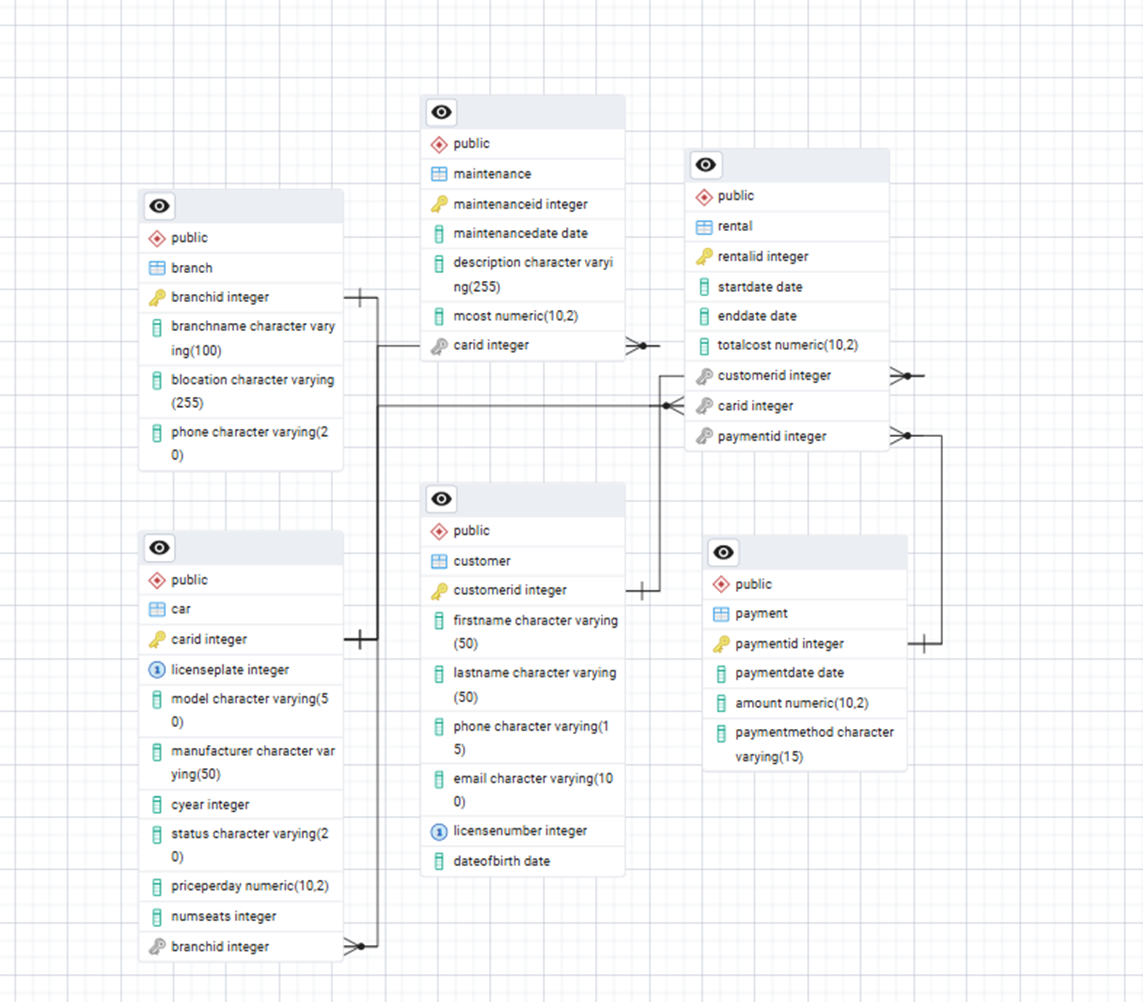 public
maintenance
maintenanceid integer
maintenancedate date
description character varyi
ng(255)
mcost numeric(10,2)
carid integer
public
rental
rentalid integer
startdate date
enddate date
totalcost numeric(10,2)
customerid integer
carid integer
paymentid integer
public
branch
branchid integer
branchname character vary
ing(100)
blocation character varying
(255)
phone character varying(2
0)
public
car
carid integer
1 licenseplate integer
model character varying(5
0)
manufacturer character var
ying(50)
cyear integer
status character varying(2
0)
priceperday numeric(10,2)
numseats integer
branchid integer
public
customer
customerid integer
firstname character varying
(50)
lastname character varying
(50)
phone character varying(1
5)
email character varying(10
0)
1 licensenumber integer
dateofbirth date
public
payment
paymentid integer
paymentdate date
amount numeric(10,2)
paymentmethod character
varying(15)